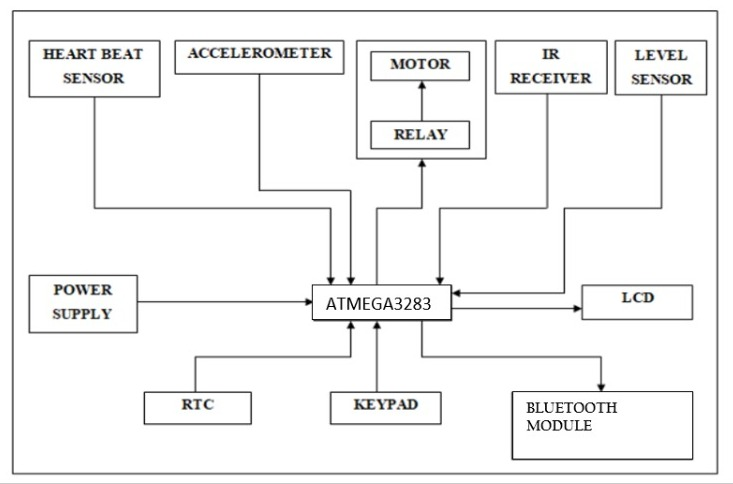 HEART BEAT
SENSOR
ACCELEROMETER
MOTOR
RELAY
IR
RECEIVER
LEVEL
SENSOR
POWER
SUPPLY
ATMEGA3283
LCD
RTC
KEYPAD
BLUETOOTH
MODULE